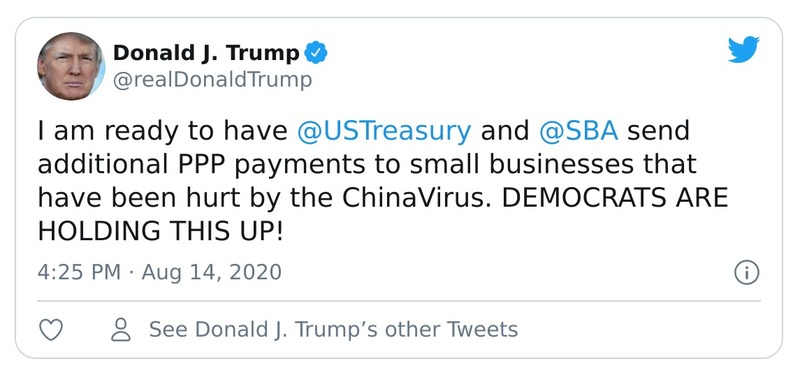 Donald J. Trump
@realDonaldTrump
I am ready to have @USTreasury and @SBA send
additional PPP payments to small businesses that
have been hurt by the ChinaVirus. DEMOCRATS ARE
HOLDING THIS UP!
4:25 PM · Aug 14, 2020
See Donald J. Trump’s other Tweets